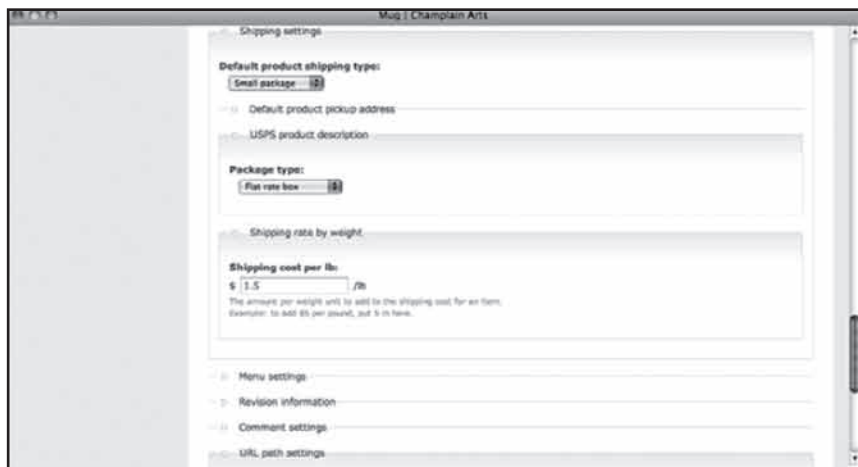 Mug | Champlain Arts
Shipping settings
Default product shipping type:
Small package
Default product pickup address
USPS product description
Package type:
Flat rate box
Shipping rate by weight
Shipping cost per lb:
$ 1.5 /lb
The amount per weight unit to add to the shipping cost for an item.
Example: to add $5 per pound, put 5 in here.
Menu settings
Revision information
Comment settings
URL path settings